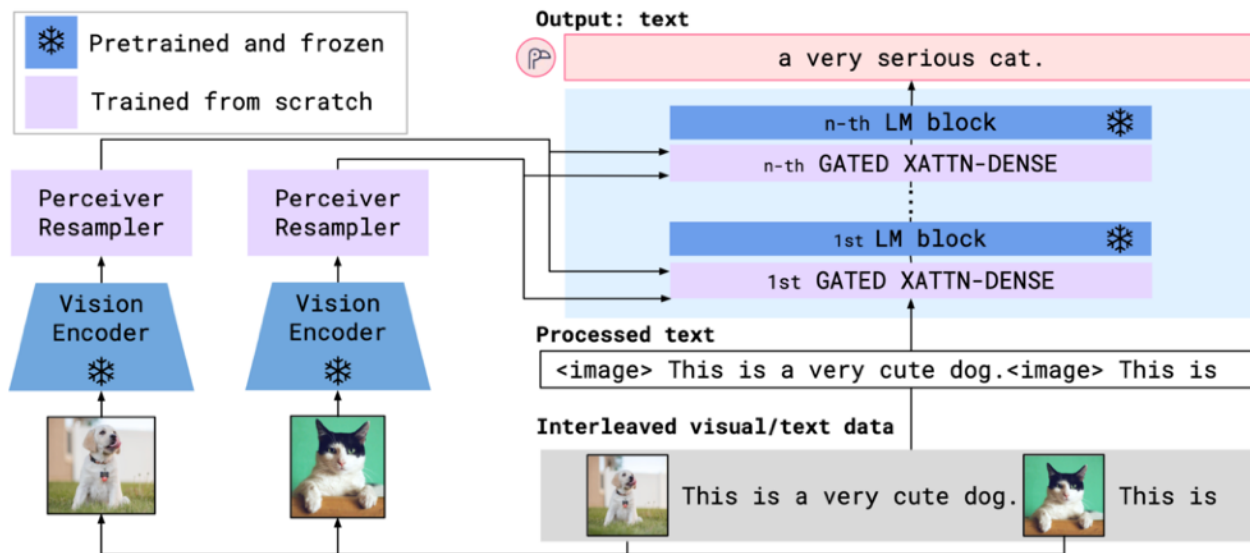 Pretrained and frozen
Trained from scratch
Perceiver
Resampler
Perceiver
Resampler
Vision
Encoder
Vision
Encoder
Output: text
a very serious cat.
n-th LM block
n-th GATED XATTN-DENSE
1st LM block
1st GATED XATTN-DENSE
Processed text
<image> This is a very cute dog.<image> This is
Interleaved visual/text data
This is a very cute dog. This is